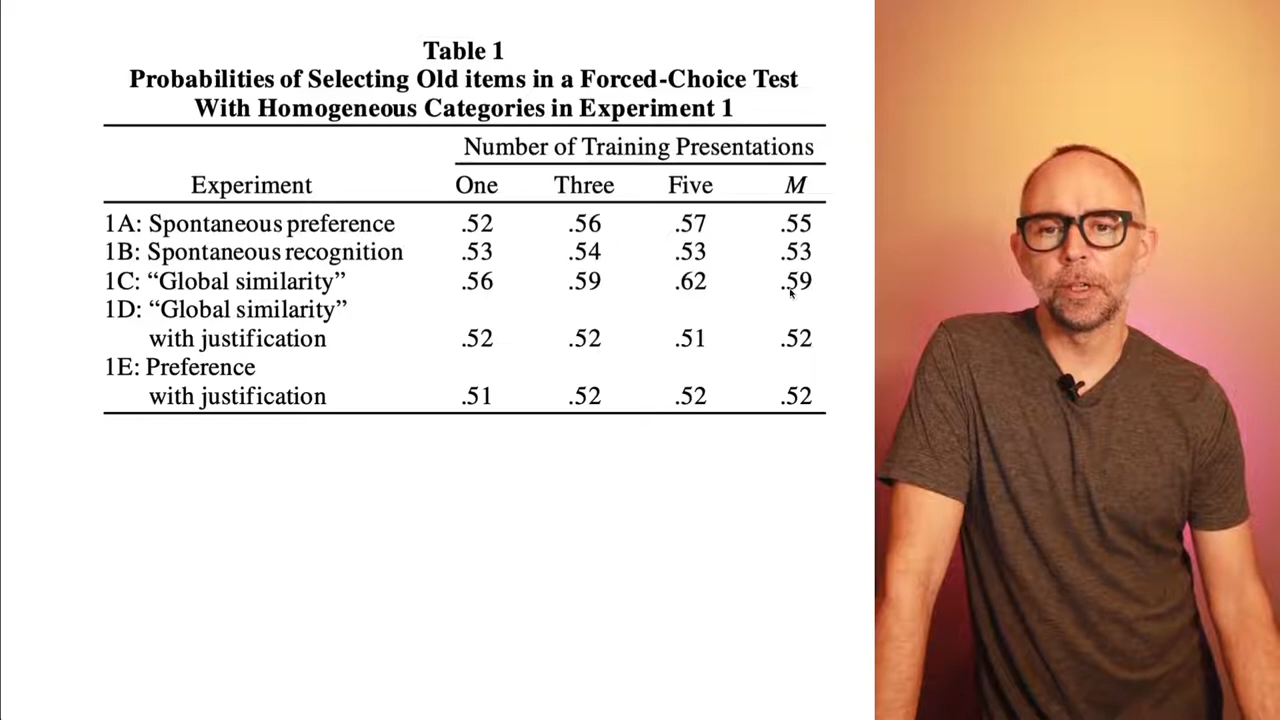 Table 1
Probabilities of Selecting Old items in a Forced-Choice Test
With Homogeneous Categories in Experiment 1
Number of Training Presentations
Experiment One Three Five M
1A: Spontaneous preference .52 .56 .57 .55
1B: Spontaneous recognition .53 .54 .53 .53
1C: “Global similarity” .56 .59 .62 .59
1D: “Global similarity”
with justification .52 .52 .51 .52
1E: Preference
with justification .51 .52 .52 .52